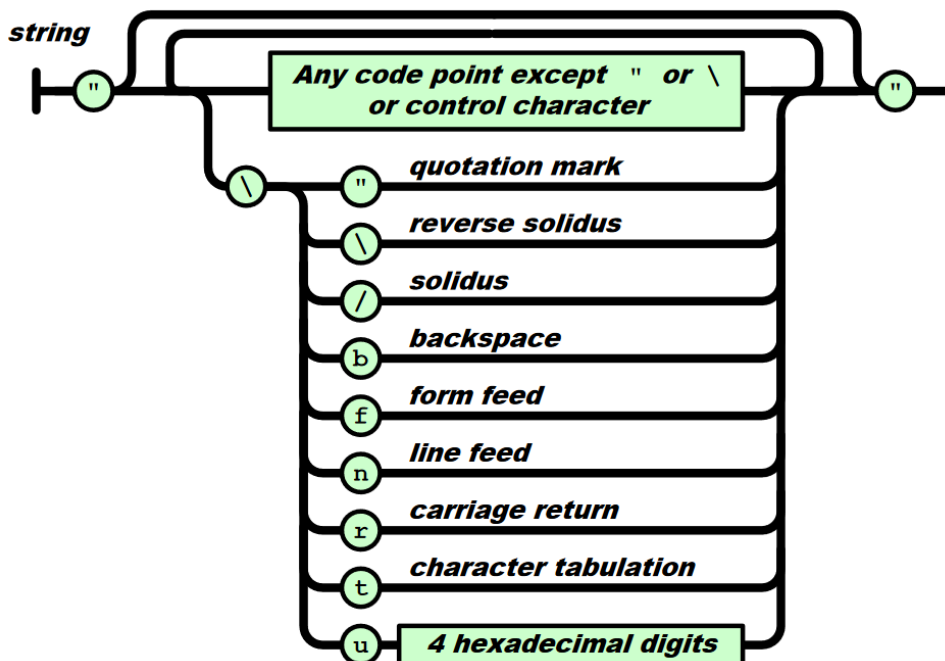 string
"
Any code point except " or \
or control character
"
\
" quotation mark
\ reverse solidus
/ solidus
b backspace
f form feed
n line feed
r carriage return
t character tabulation
u 4 hexadecimal digits